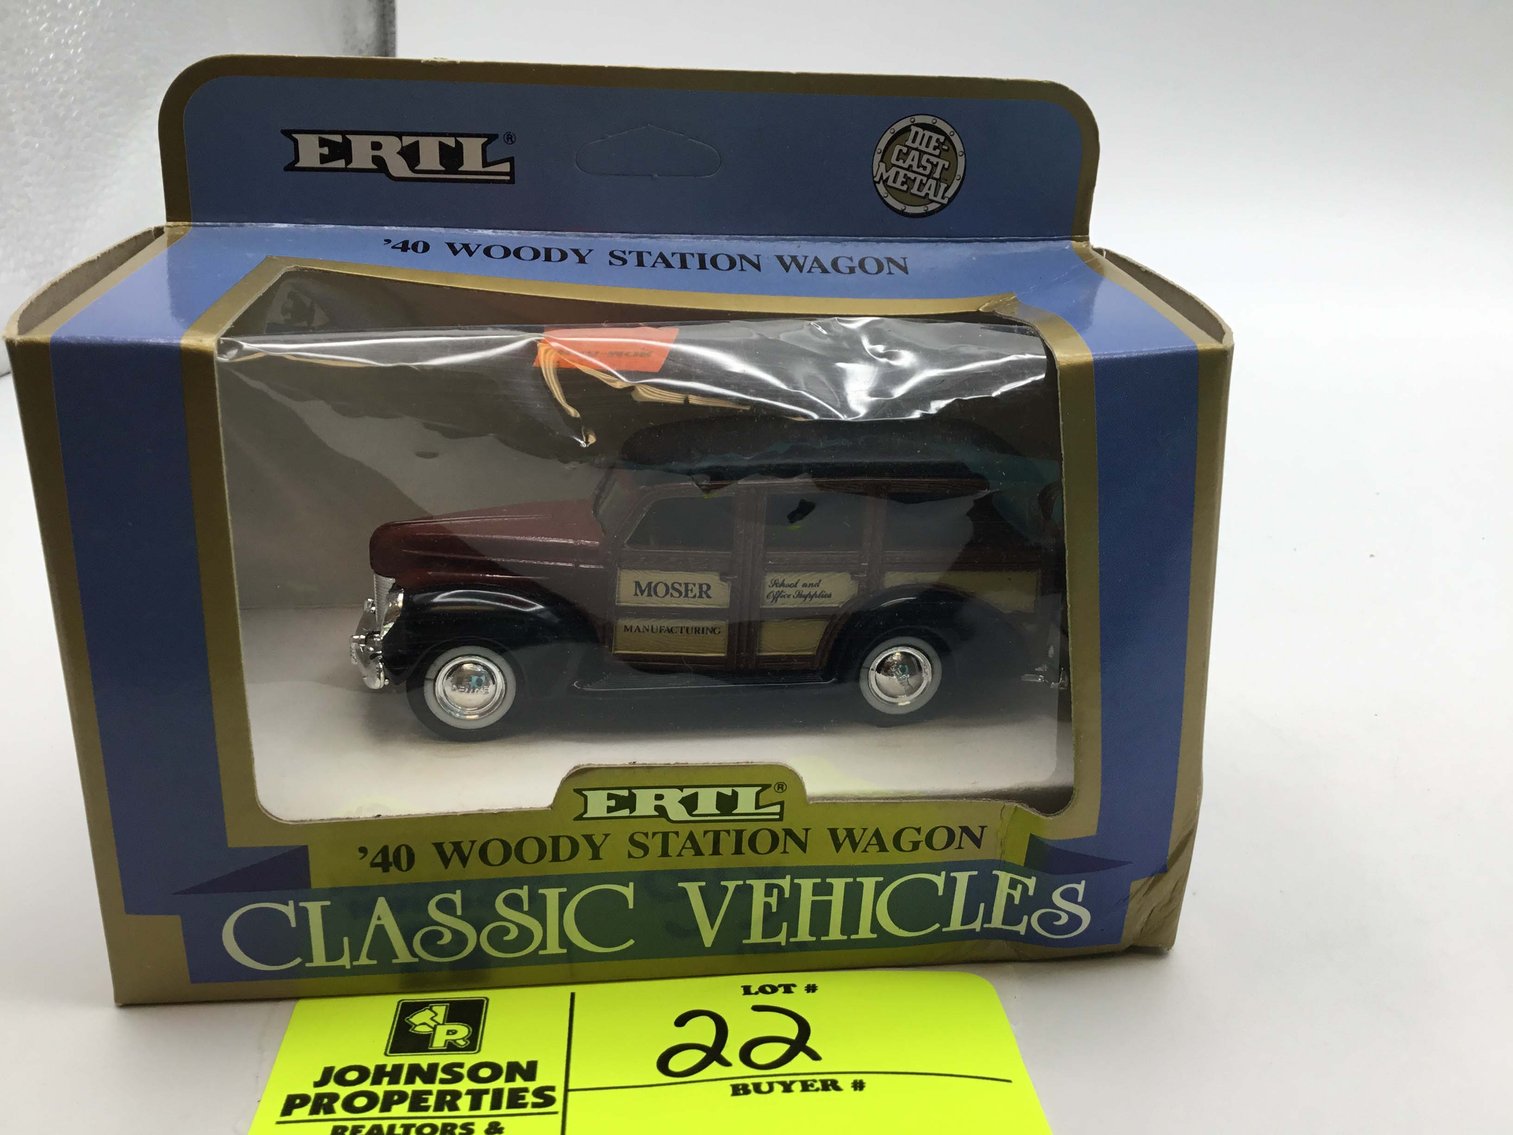 ERTL®
DIE-
CAST
METAL
'40 WOODY STATION WAGON
MOSER
School and
Office Supplies
MANUFACTURING
ERTL®
'40 WOODY STATION WAGON
CLASSIC VEHICLES
LOT #
22
BUYER #
JOHNSON
PROPERTIES
REALTORS &